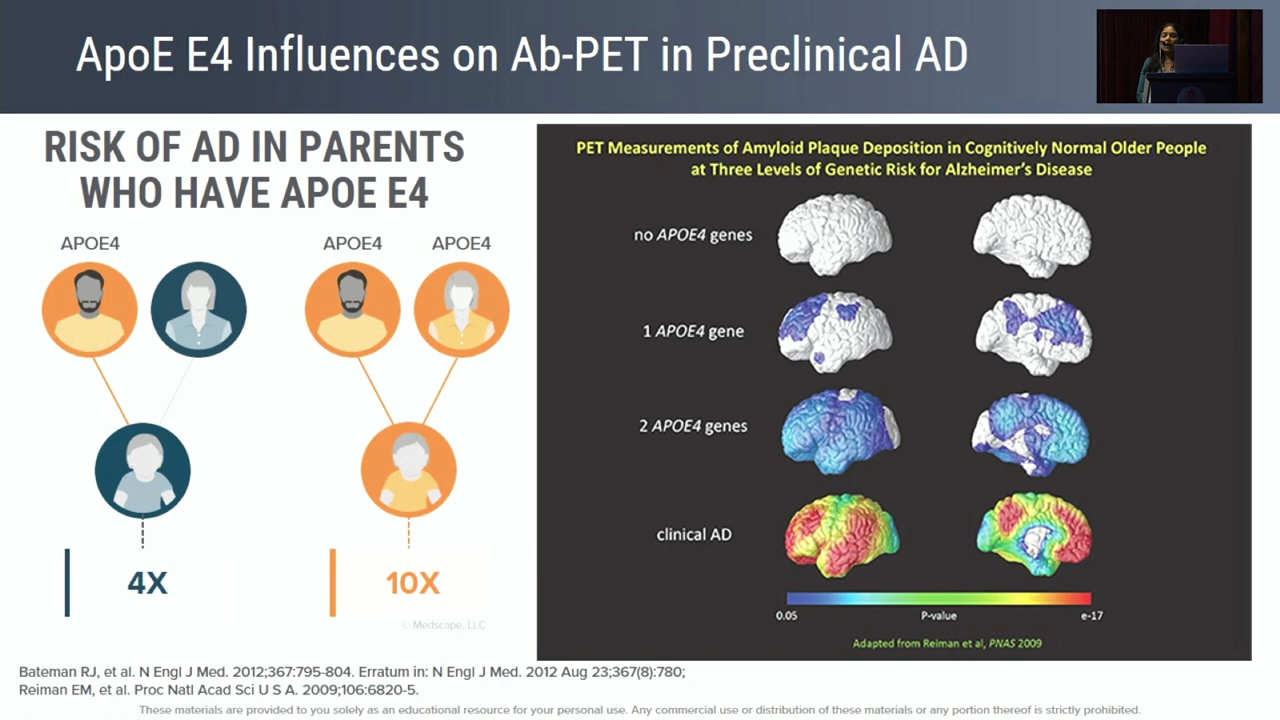 ApoE E4 Influences on Ab-PET in Preclinical AD
RISK OF AD IN PARENTS
WHO HAVE APOE E4
APOE4
APOE4
APOE4
4X
10X
© Medscape, LLC
PET Measurements of Amyloid Plaque Deposition in Cognitively Normal Older People
at Three Levels of Genetic Risk for Alzheimer's Disease
no APOE4 genes
1 APOE4 gene
2 APOE4 genes
clinical AD
0.05
P-value
e-17
Adapted from Reiman et al, PNAS 2009
Bateman RJ, et al. N Engl J Med. 2012;367:795-804. Erratum in: N Engl J Med. 2012 Aug 23;367(8):780;
Reiman EM, et al. Proc Natl Acad Sci U S A. 2009;106:6820-5.
These materials are provided to you solely as an educational resource for your personal use. Any commercial use or distribution of these materials or any portion thereof is strictly prohibited.